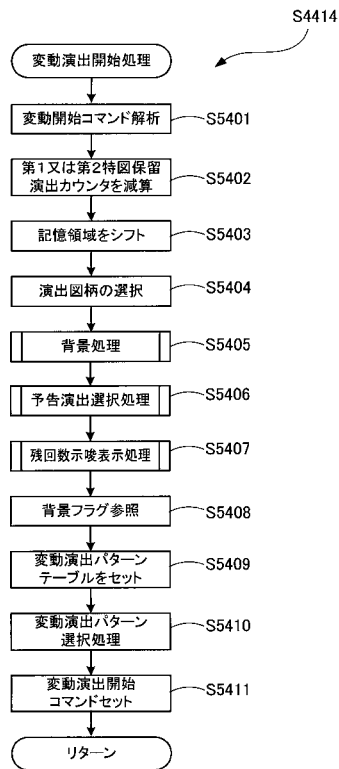 S4414
変動演出開始処理
変動開始コマンド解析
S5401
第1又は第2特図保留
演出カウンタを減算
S5402
記憶領域をシフト
S5403
演出図柄の選択
S5404
背景処理
S5405
予告演出選択処理
S5406
残回数示唆表示処理
S5407
背景フラグ参照
S5408
変動演出パターン
テーブルをセット
S5409
変動演出パターン
選択処理
S5410
変動演出開始
コマンドセット
S5411
リターン